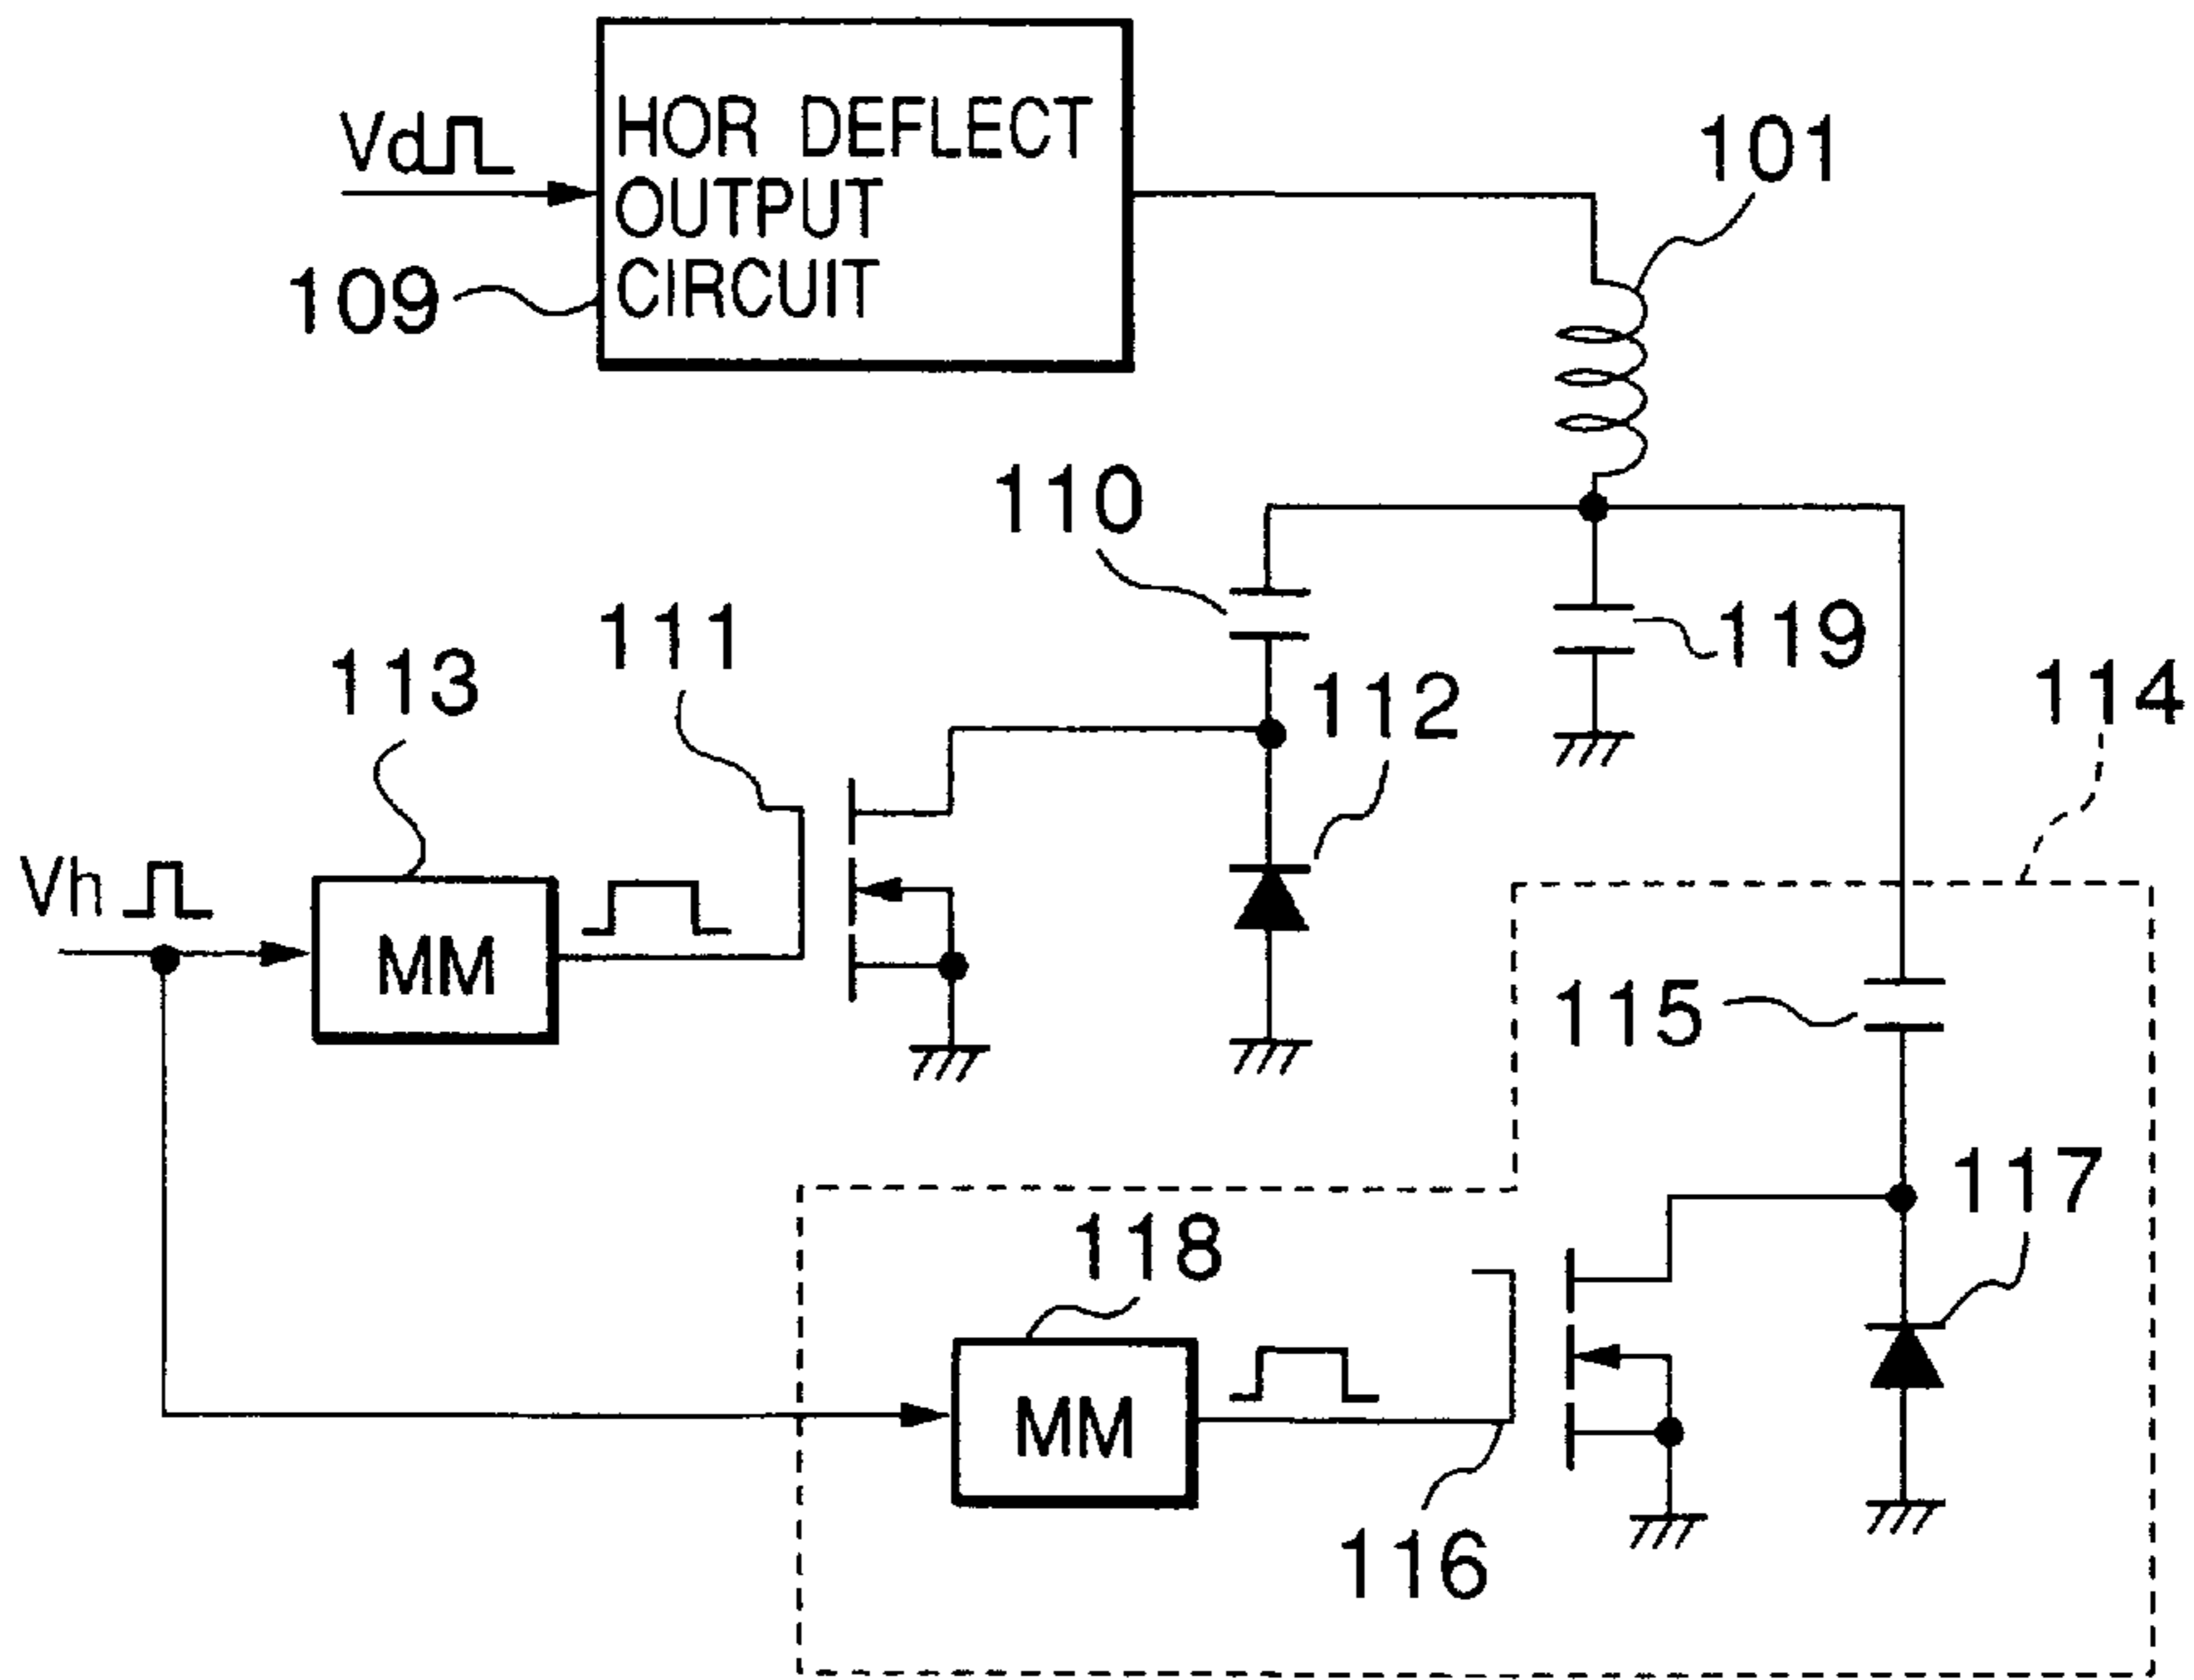 Vd
HOR DEFLECT
OUTPUT
CIRCUIT
101
109
110
111
119
113
112
114
Vh
MM
115
117
118
MM
116